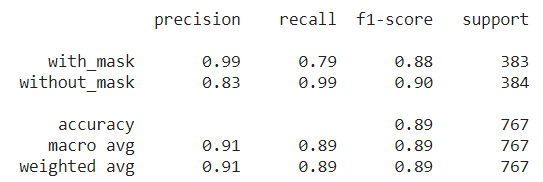 precision recall f1-score support
with_mask 0.99 0.79 0.88 383
without_mask 0.83 0.99 0.90 384
accuracy 0.89 767
macro avg 0.91 0.89 0.89 767
weighted avg 0.91 0.89 0.89 767